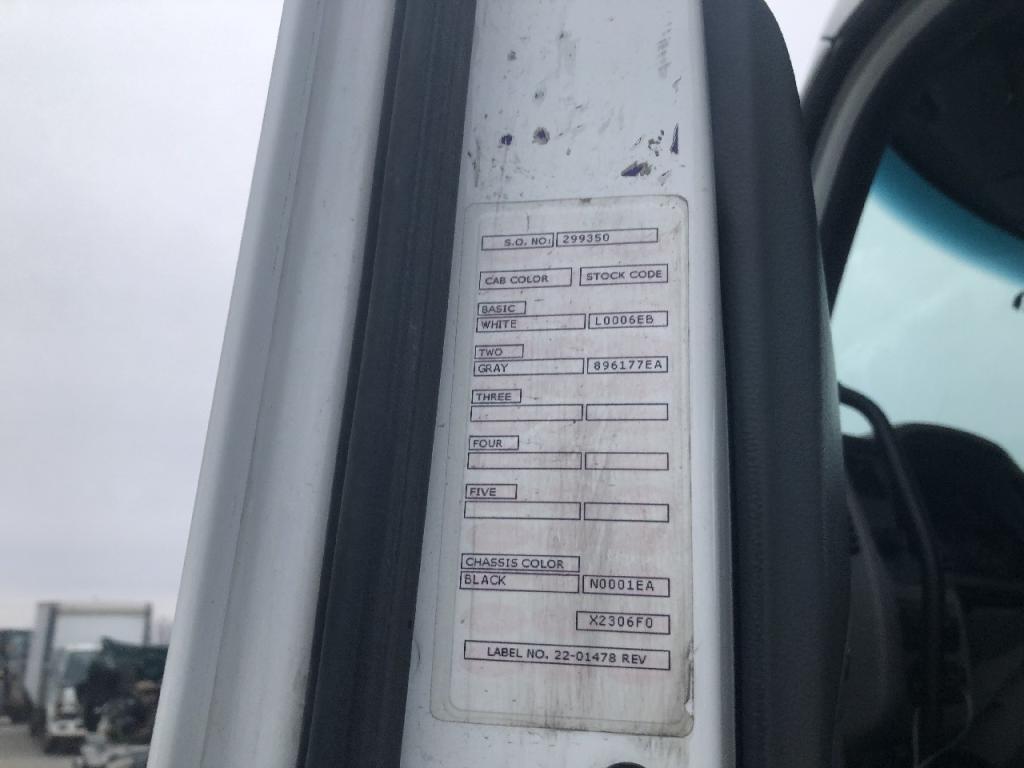 S.O. NO: 299350
CAB COLOR STOCK CODE
BASIC
WHITE L0006EB
TWO
GRAY 896177EA
THREE
FOUR
FIVE
CHASSIS COLOR
BLACK N0001EA
X2306F0
LABEL NO. 22-01478 REV